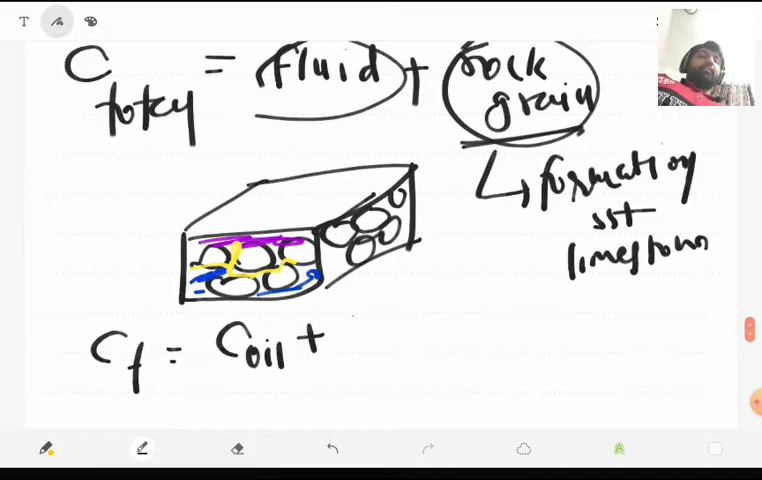 T
C total = fluid + rock grain
formation
sst
limestone
Cf = Coil +
A